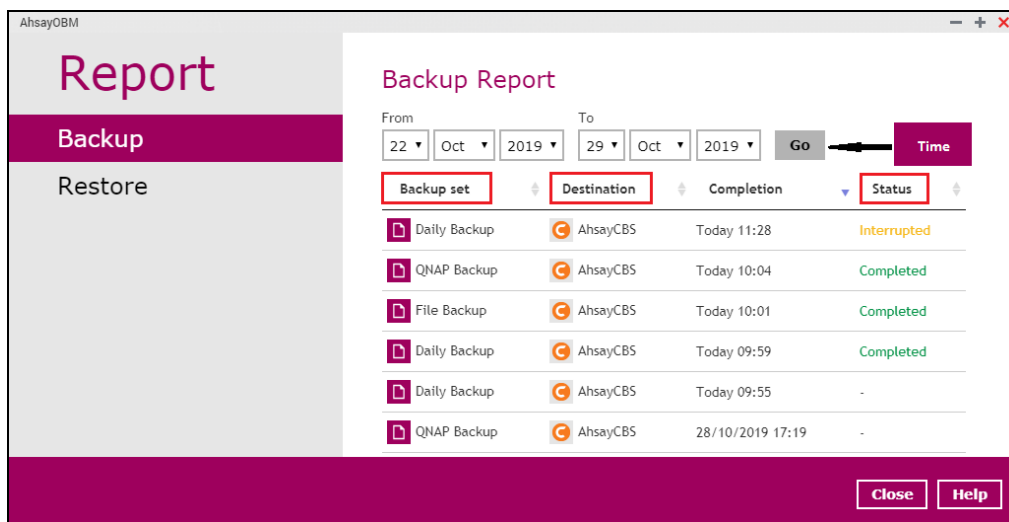 AhsayOBM
Report
Backup
Restore
Backup Report
From To
22 Oct 2019 29 Oct 2019 Go Time
Backup set Destination Completion Status
Daily Backup AhsayCBS Today 11:28 Interrupted
QNAP Backup AhsayCBS Today 10:04 Completed
File Backup AhsayCBS Today 10:01 Completed
Daily Backup AhsayCBS Today 09:59 Completed
Daily Backup AhsayCBS Today 09:55 -
QNAP Backup AhsayCBS 28/10/2019 17:19 -
Close Help